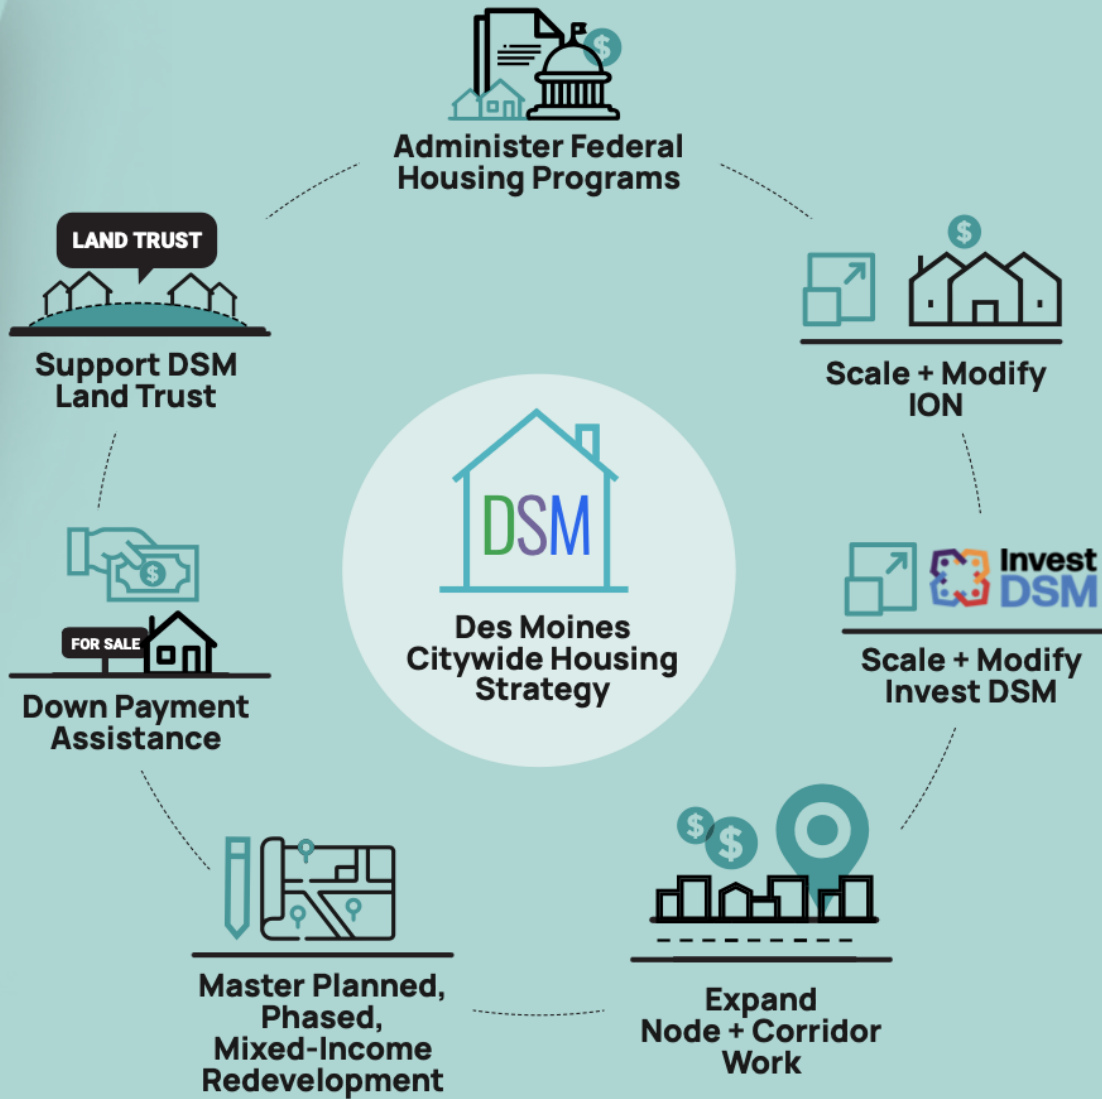 $
Administer Federal
Housing Programs
LAND TRUST
Support DSM
Land Trust
$
Scale + Modify
ION
DSM
Des Moines
Citywide Housing
Strategy
Invest
DSM
Scale + Modify
Invest DSM
$
FOR SALE
Down Payment
Assistance
$ $
Expand
Node + Corridor
Work
Master Planned,
Phased,
Mixed-Income
Redevelopment